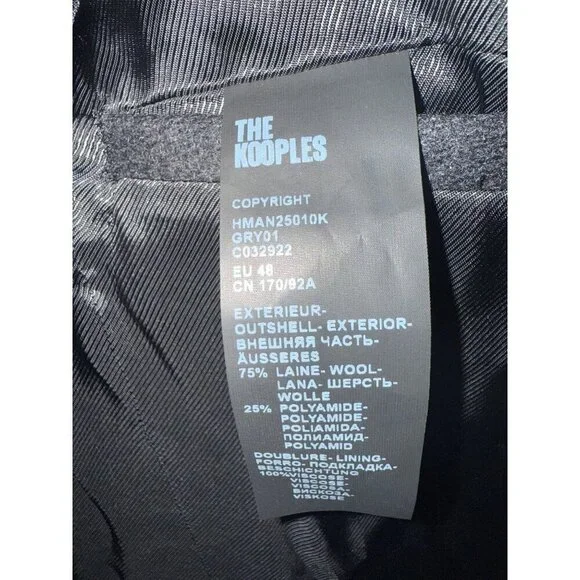 THE
KOOPLES
COPYRIGHT
HMAN25010K
GRY01
C032922
EU 48
CN 170/92A
EXTERIEUR-
OUTSHELL- EXTERIOR-
ВНЕШНЯЯ ЧАСТЬ-
ÄUSSERES
75% LAINE- WOOL-
LANA- ШЕРСТЬ-
WOLLE
25% POLYAMIDE-
POLYAMIDE-
POLIAMIDA-
ПОЛИАМИД-
POLYAMID
DOUBLURE- LINING-
FORRO- ПОДКЛАДКА-
BESCHICHTUNG
100%VISCOSE-
VISCOSE-
VISCOSA-
ВИСКОЗА-
VISKOSE